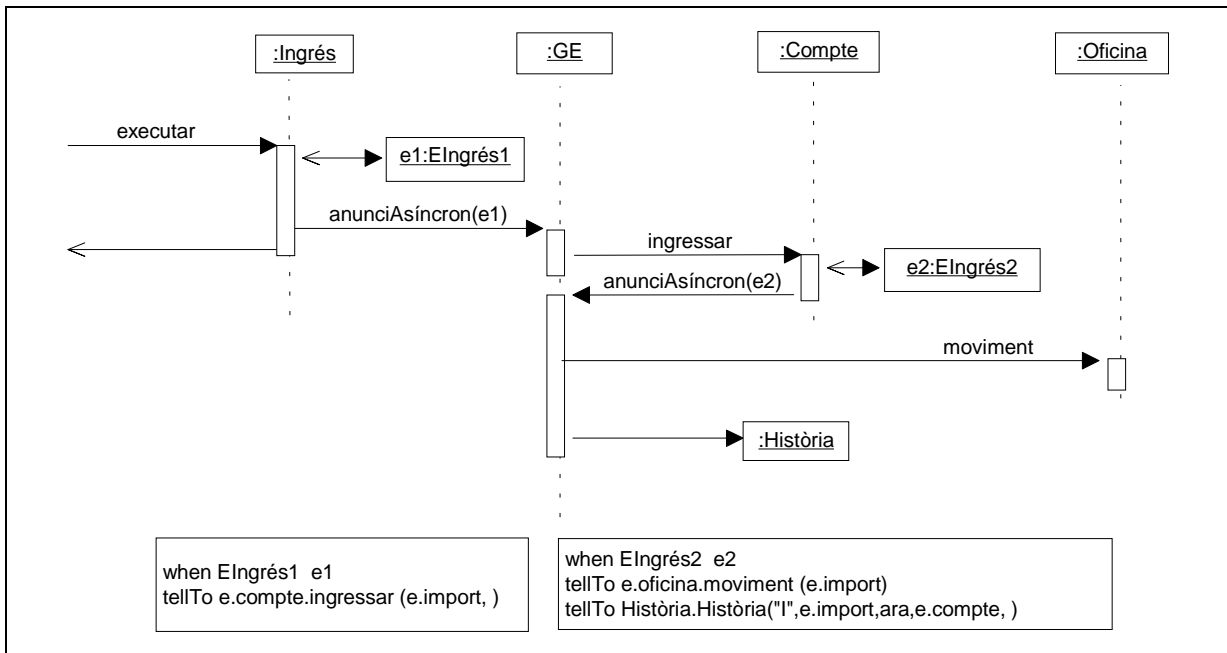 :Ingrés
:GE
:Compte
:Oficina
executar
e1:EIngrés1
anunciAsíncron(e1)
ingressar
e2:EIngrés2
anunciAsíncron(e2)
moviment
:Història
when EIngrés1 e1
tellTo e.compte.ingressar (e.import, )
when EIngrés2 e2
tellTo e.oficina.moviment (e.import)
tellTo Història.Història("I",e.import,ara,e.compte, )